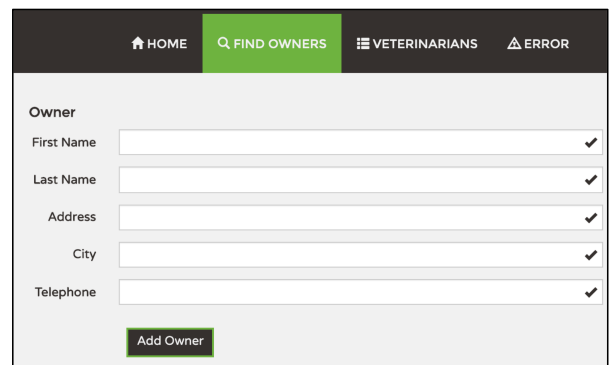 HOME FIND OWNERS VETERINARIANS ERROR
Owner
First Name
Last Name
Address
City
Telephone
Add Owner